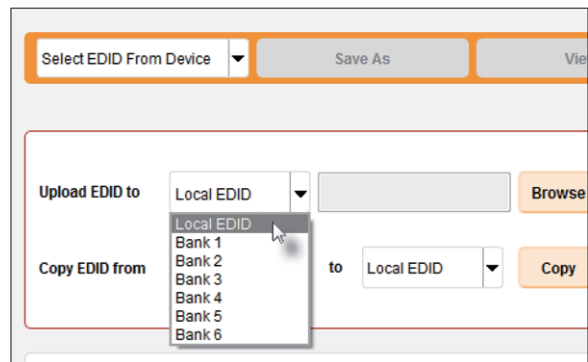 Select EDID From Device Save As Vie
Upload EDID to Local EDID Browse
Local EDID
Bank 1
Bank 2
Copy EDID from to Local EDID Copy
Bank 3
Bank 4
Bank 5
Bank 6